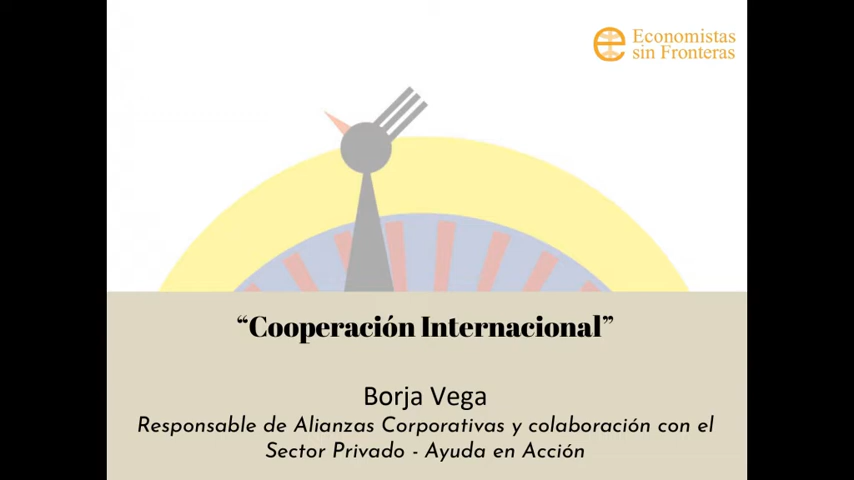 Economistas
sin Fronteras
“Cooperación Internacional”
Borja Vega
Responsable de Alianzas Corporativas y colaboración con el
Sector Privado - Ayuda en Acción